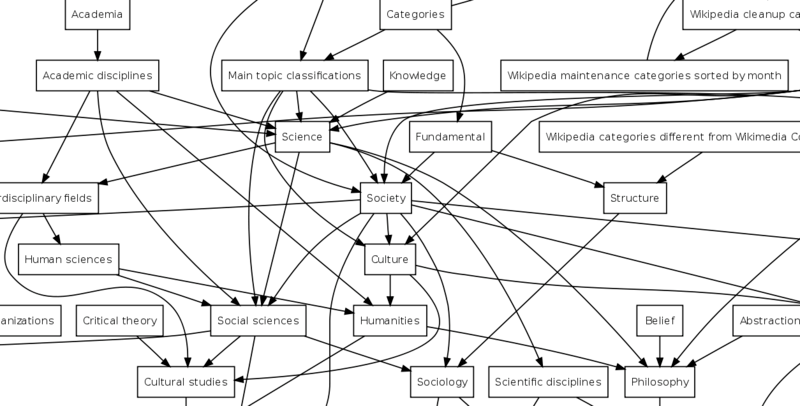 Academia
Categories
Wikipedia cleanup ca
Academic disciplines
Main topic classifications
Knowledge
Wikipedia maintenance categories sorted by month
Science
Fundamental
Wikipedia categories different from Wikimedia Co
rdisciplinary fields
Society
Structure
Human sciences
Culture
anizations
Critical theory
Social sciences
Humanities
Belief
Abstraction
Cultural studies
Sociology
Scientific disciplines
Philosophy